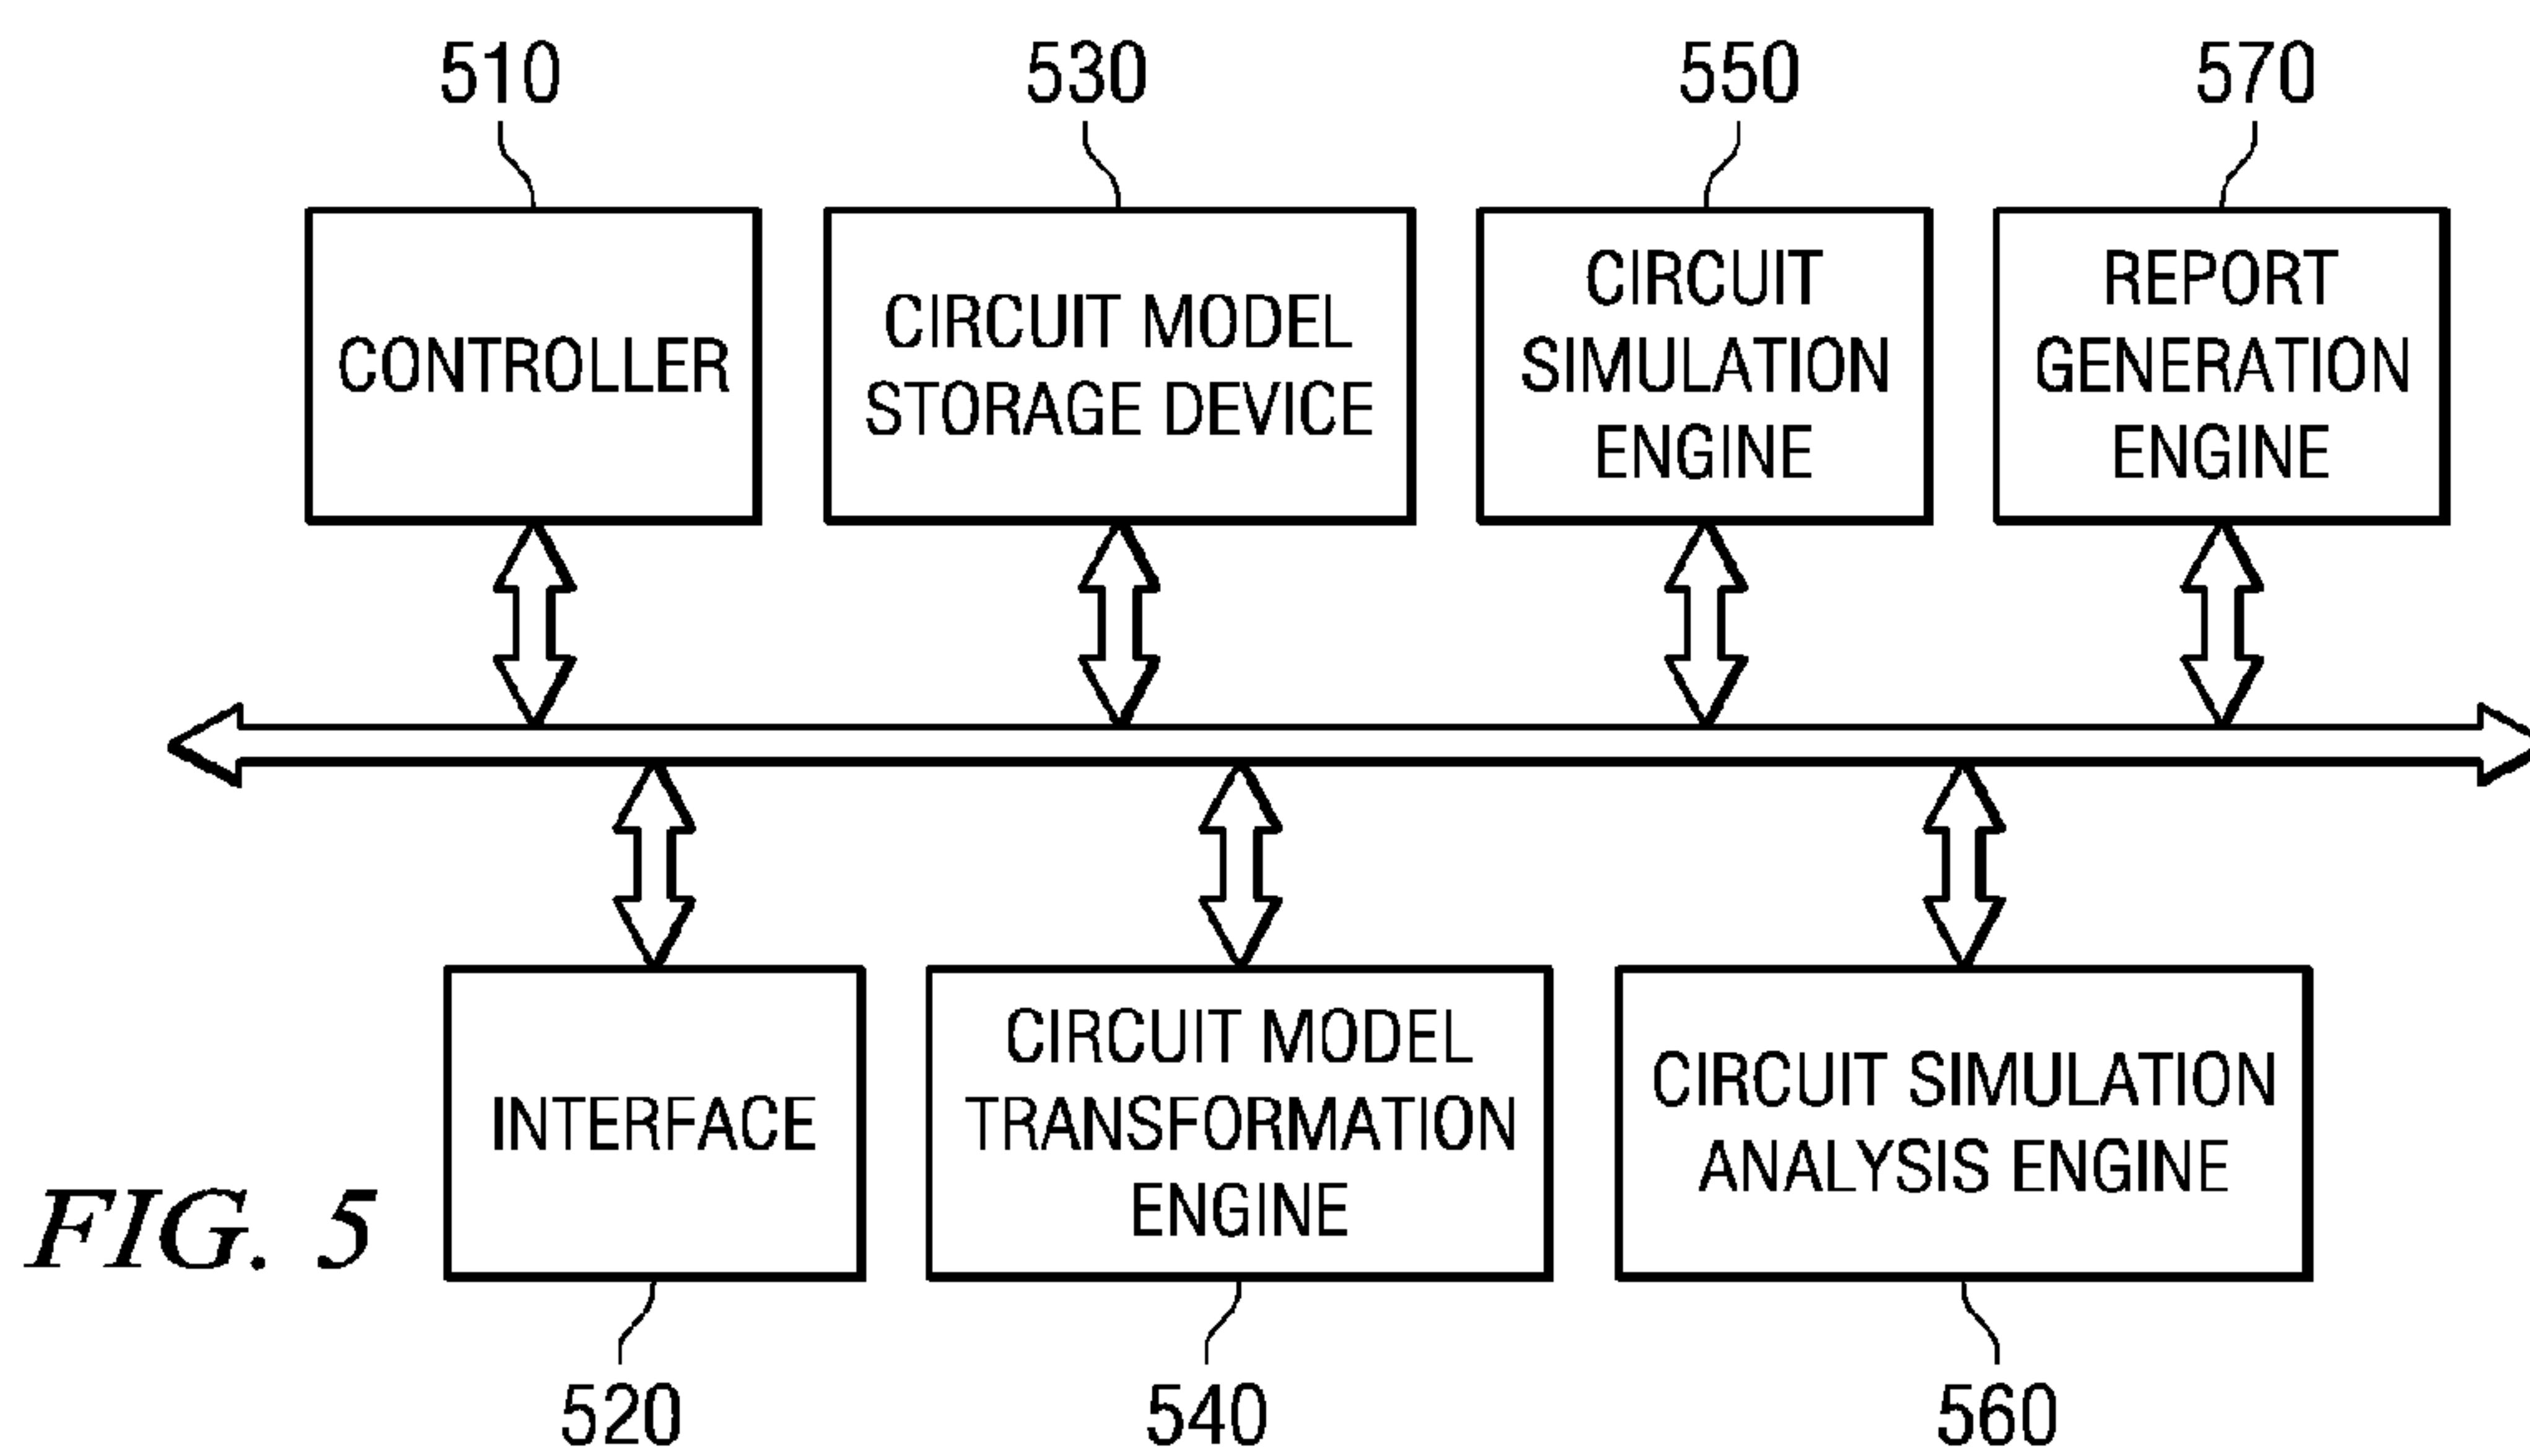 510
530
550
570
CONTROLLER
CIRCUIT MODEL
STORAGE DEVICE
CIRCUIT
SIMULATION
ENGINE
REPORT
GENERATION
ENGINE
INTERFACE
CIRCUIT MODEL
TRANSFORMATION
ENGINE
CIRCUIT SIMULATION
ANALYSIS ENGINE
FIG. 5
520
540
560